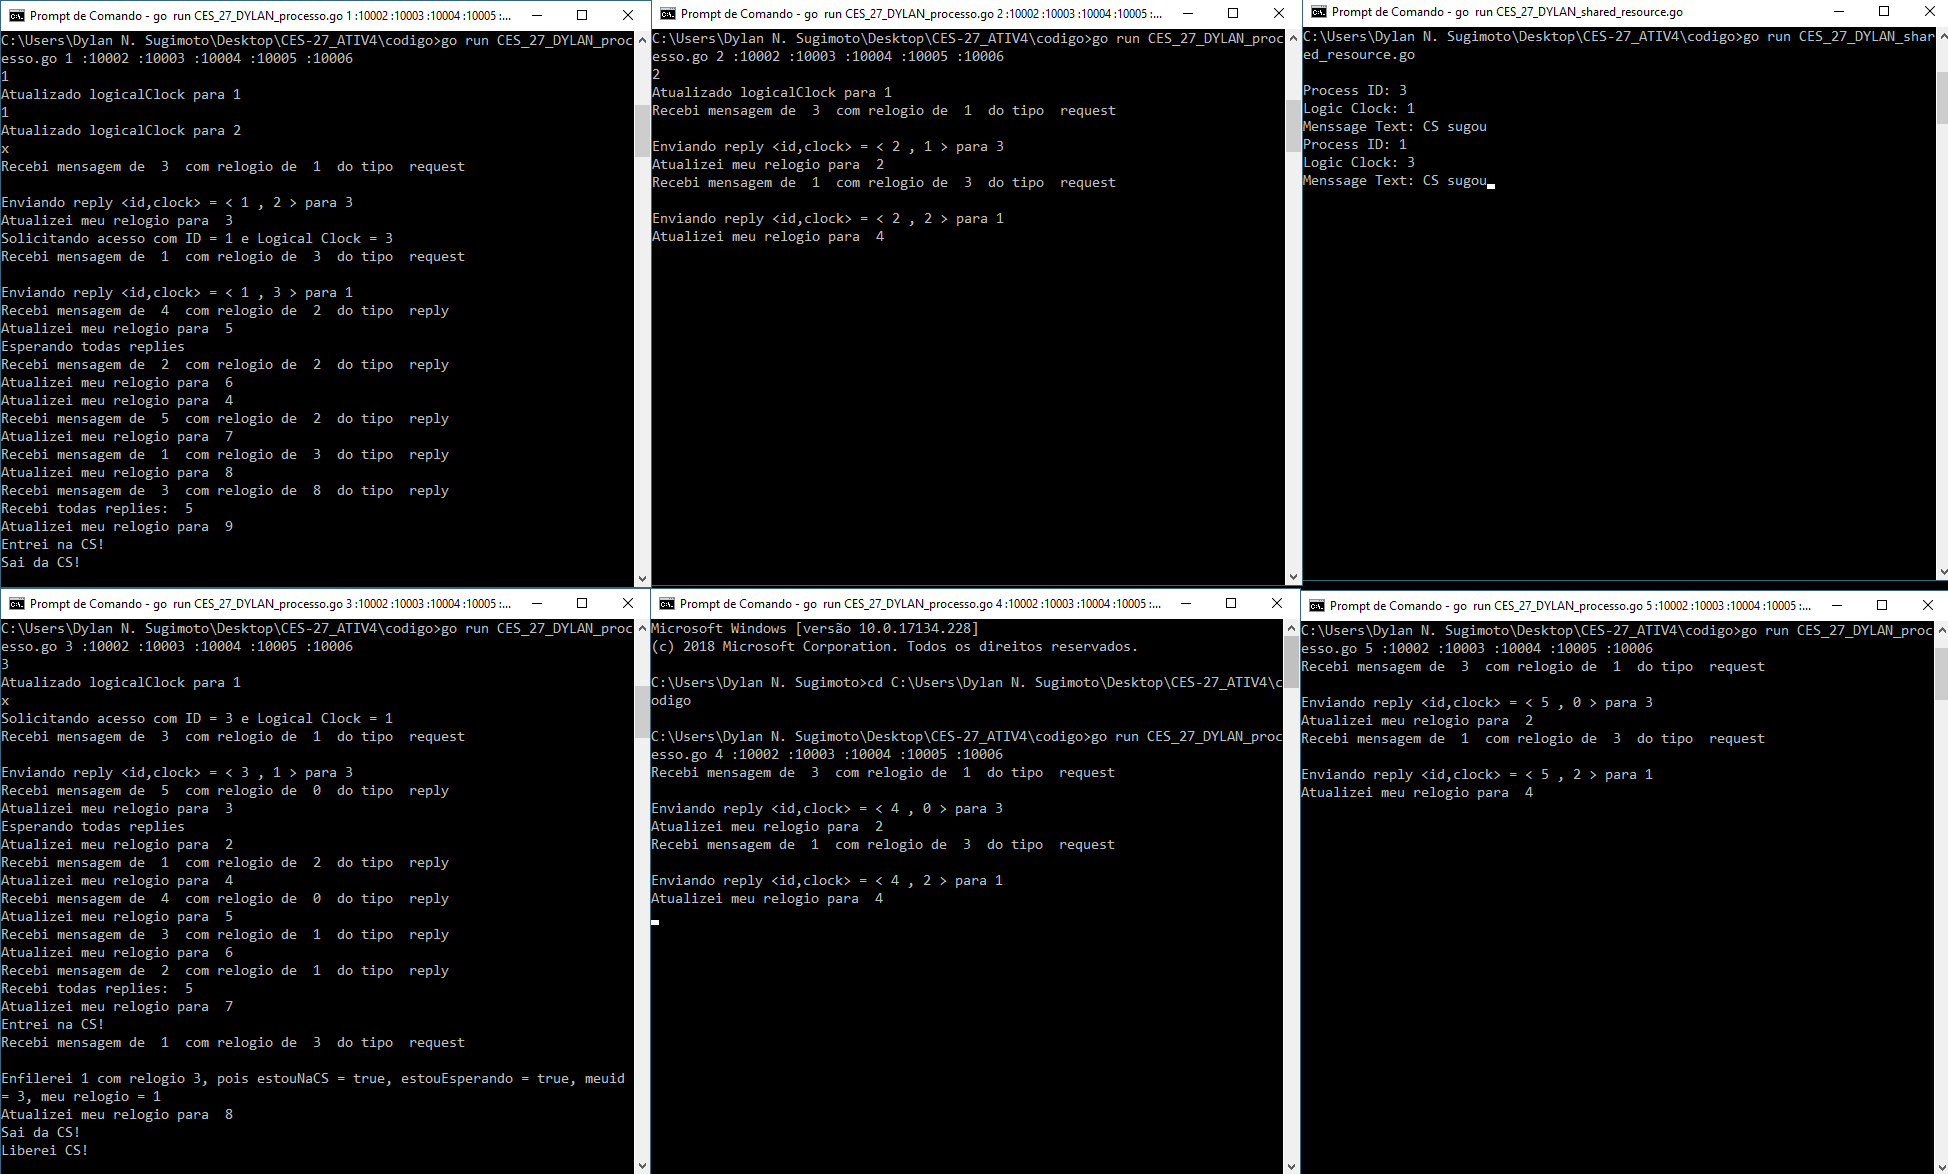 Prompt de Comando - go  run CES_27_DYLAN_processo.go 1 :10002 :10003 :10004 :10005 :...
C:\Users\Dylan N. Sugimoto\Desktop\CES-27_ATIV4\codigo>go run CES_27_DYLAN_proc
esso.go 1 :10002 :10003 :10004 :10005 :10006
1
Atualizado logicalClock para 1
1
Atualizado logicalClock para 2
x
Recebi mensagem de  3  com relogio de  1  do tipo  request
Enviando reply <id,clock> = < 1 , 2 > para 3
Atualizei meu relogio para  3
Solicitando acesso com ID = 1 e Logical Clock = 3
Recebi mensagem de  1  com relogio de  3  do tipo  request
Enviando reply <id,clock> = < 1 , 3 > para 1
Recebi mensagem de  4  com relogio de  2  do tipo  reply
Atualizei meu relogio para  5
Esperando todas replies
Recebi mensagem de  2  com relogio de  2  do tipo  reply
Atualizei meu relogio para  6
Atualizei meu relogio para  4
Recebi mensagem de  5  com relogio de  2  do tipo  reply
Atualizei meu relogio para  7
Recebi mensagem de  1  com relogio de  3  do tipo  reply
Atualizei meu relogio para  8
Recebi mensagem de  3  com relogio de  8  do tipo  reply
Recebi todas replies:  5
Atualizei meu relogio para  9
Entrei na CS!
Sai da CS!
Prompt de Comando - go  run CES_27_DYLAN_processo.go 2 :10002 :10003 :10004 :10005 :...
C:\Users\Dylan N. Sugimoto\Desktop\CES-27_ATIV4\codigo>go run CES_27_DYLAN_proc
esso.go 2 :10002 :10003 :10004 :10005 :10006
2
Atualizado logicalClock para 1
Recebi mensagem de  3  com relogio de  1  do tipo  request
Enviando reply <id,clock> = < 2 , 1 > para 3
Atualizei meu relogio para  2
Recebi mensagem de  1  com relogio de  3  do tipo  request
Enviando reply <id,clock> = < 2 , 2 > para 1
Atualizei meu relogio para  4
Prompt de Comando - go  run CES_27_DYLAN_shared_resource.go
C:\Users\Dylan N. Sugimoto\Desktop\CES-27_ATIV4\codigo>go run CES_27_DYLAN_shar
ed_resource.go
Process ID: 3
Logic Clock: 1
Menssage Text: CS sugou
Process ID: 1
Logic Clock: 3
Menssage Text: CS sugou
Prompt de Comando - go  run CES_27_DYLAN_processo.go 3 :10002 :10003 :10004 :10005 :...
C:\Users\Dylan N. Sugimoto\Desktop\CES-27_ATIV4\codigo>go run CES_27_DYLAN_proc
esso.go 3 :10002 :10003 :10004 :10005 :10006
3
Atualizado logicalClock para 1
x
Solicitando acesso com ID = 3 e Logical Clock = 1
Recebi mensagem de  3  com relogio de  1  do tipo  request
Enviando reply <id,clock> = < 3 , 1 > para 3
Recebi mensagem de  5  com relogio de  0  do tipo  reply
Atualizei meu relogio para  3
Esperando todas replies
Atualizei meu relogio para  2
Recebi mensagem de  1  com relogio de  2  do tipo  reply
Atualizei meu relogio para  4
Recebi mensagem de  4  com relogio de  0  do tipo  reply
Atualizei meu relogio para  5
Recebi mensagem de  3  com relogio de  1  do tipo  reply
Atualizei meu relogio para  6
Recebi mensagem de  2  com relogio de  1  do tipo  reply
Recebi todas replies:  5
Atualizei meu relogio para  7
Entrei na CS!
Recebi mensagem de  1  com relogio de  3  do tipo  request
Enfilerei 1 com relogio 3, pois estouNaCS = true, estouEsperando = true, meuid
= 3, meu relogio = 1
Atualizei meu relogio para  8
Sai da CS!
Liberei CS!
Prompt de Comando - go  run CES_27_DYLAN_processo.go 4 :10002 :10003 :10004 :10005 :...
Microsoft Windows [versão 10.0.17134.228]
(c) 2018 Microsoft Corporation. Todos os direitos reservados.
C:\Users\Dylan N. Sugimoto>cd C:\Users\Dylan N. Sugimoto\Desktop\CES-27_ATIV4\c
odigo
C:\Users\Dylan N. Sugimoto\Desktop\CES-27_ATIV4\codigo>go run CES_27_DYLAN_proc
esso.go 4 :10002 :10003 :10004 :10005 :10006
Recebi mensagem de  3  com relogio de  1  do tipo  request
Enviando reply <id,clock> = < 4 , 0 > para 3
Atualizei meu relogio para  2
Recebi mensagem de  1  com relogio de  3  do tipo  request
Enviando reply <id,clock> = < 4 , 2 > para 1
Atualizei meu relogio para  4
Prompt de Comando - go  run CES_27_DYLAN_processo.go 5 :10002 :10003 :10004 :10005 :...
C:\Users\Dylan N. Sugimoto\Desktop\CES-27_ATIV4\codigo>go run CES_27_DYLAN_proc
esso.go 5 :10002 :10003 :10004 :10005 :10006
Recebi mensagem de  3  com relogio de  1  do tipo  request
Enviando reply <id,clock> = < 5 , 0 > para 3
Atualizei meu relogio para  2
Recebi mensagem de  1  com relogio de  3  do tipo  request
Enviando reply <id,clock> = < 5 , 2 > para 1
Atualizei meu relogio para  4